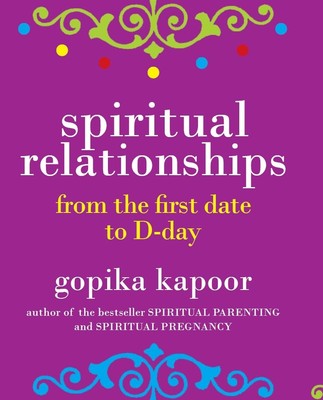 spiritual
relationships
from the first date
to D-day
gopika kapoor
author of the bestseller SPIRITUAL PARENTING
and SPIRITUAL PREGNANCY